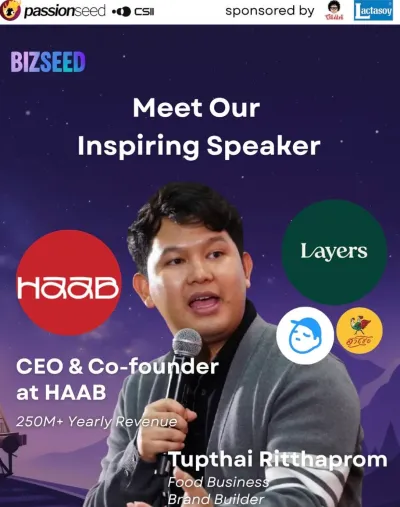 passionseed CSII sponsored by
Lactasoy
BIZSEED
Meet Our
Inspiring Speaker
Layers
HAAB
CEO & Co-founder
at HAAB
250M+ Yearly Revenue
Tupthai Ritthaprom
Food Business
Brand Builder